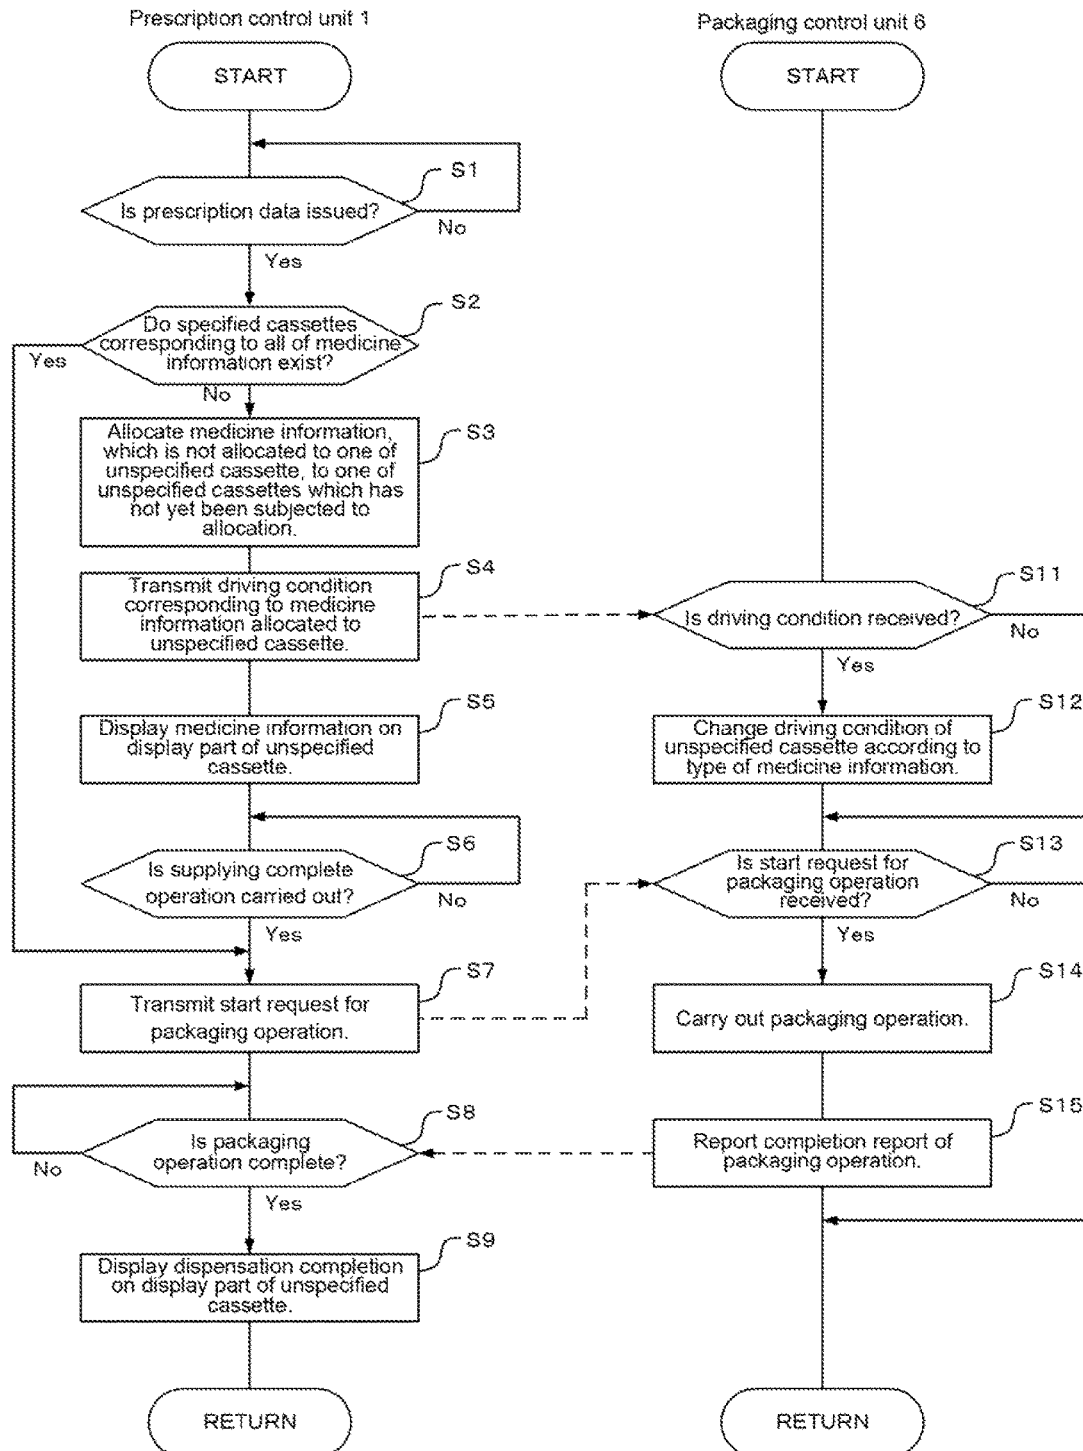 Prescription control unit 1
START
S1
Is prescription data issued?
No
Yes
S2
Do specified cassettes
corresponding to all of medicine
information exist?
Yes
No
S3
Allocate medicine information,
which is not allocated to one of
unspecified cassette, to one of
unspecified cassettes which has
not yet been subjected to
allocation.
S4
Transmit driving condition
corresponding to medicine
information allocated to
unspecified cassette.
S5
Display medicine information on
display part of unspecified
cassette.
S6
Is supplying complete
operation carried out?
No
Yes
S7
Transmit start request for
packaging operation.
S8
Is packaging
operation complete?
No
Yes
S9
Display dispensation completion
on display part of unspecified
cassette.
RETURN
Packaging control unit 6
START
S11
Is driving condition received?
No
Yes
S12
Change driving condition of
unspecified cassette according to
type of medicine information.
S13
Is start request for
packaging operation
received?
No
Yes
S14
Carry out packaging operation.
S15
Report completion report of
packaging operation.
RETURN